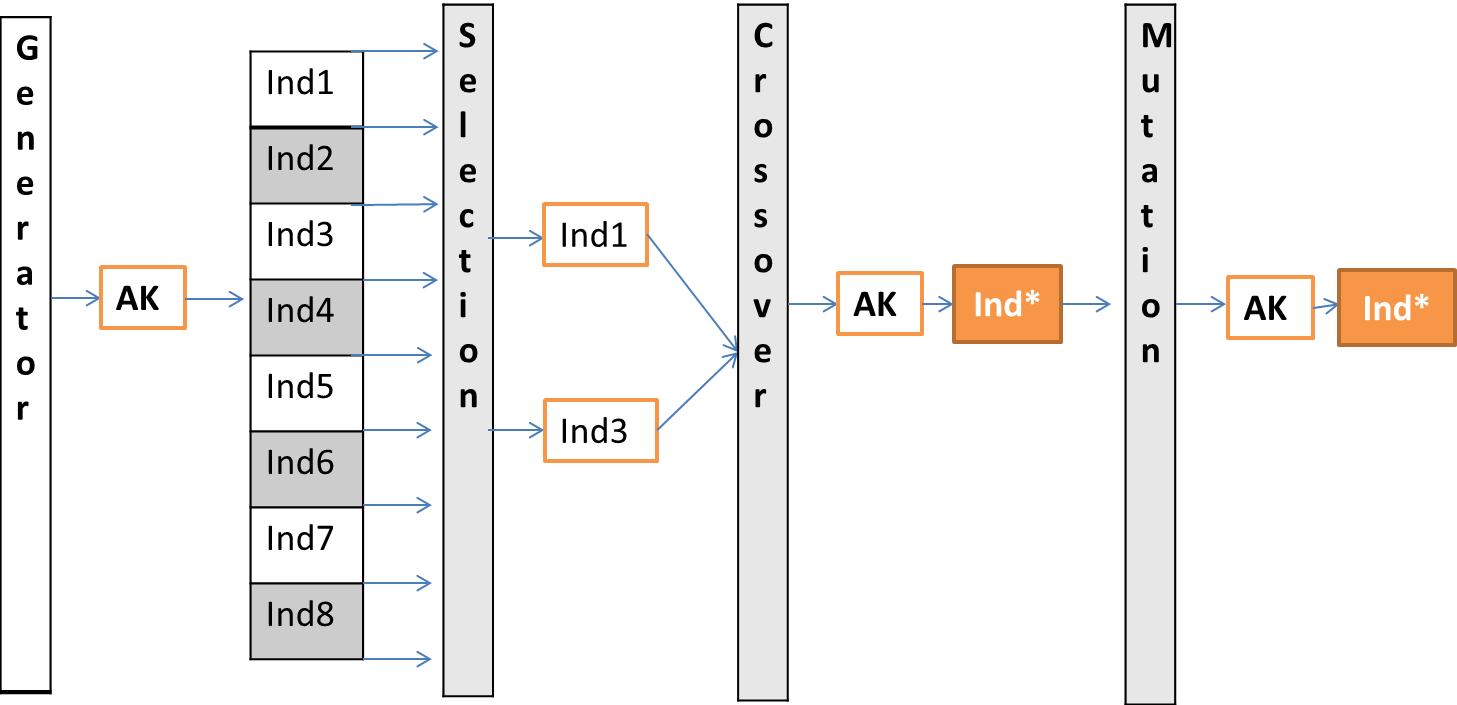 Generator
AK
Ind1
Ind2
Ind3
Ind4
Ind5
Ind6
Ind7
Ind8
Selection
Ind1
Ind3
Crossover
AK
Ind*
Mutation
AK
Ind*